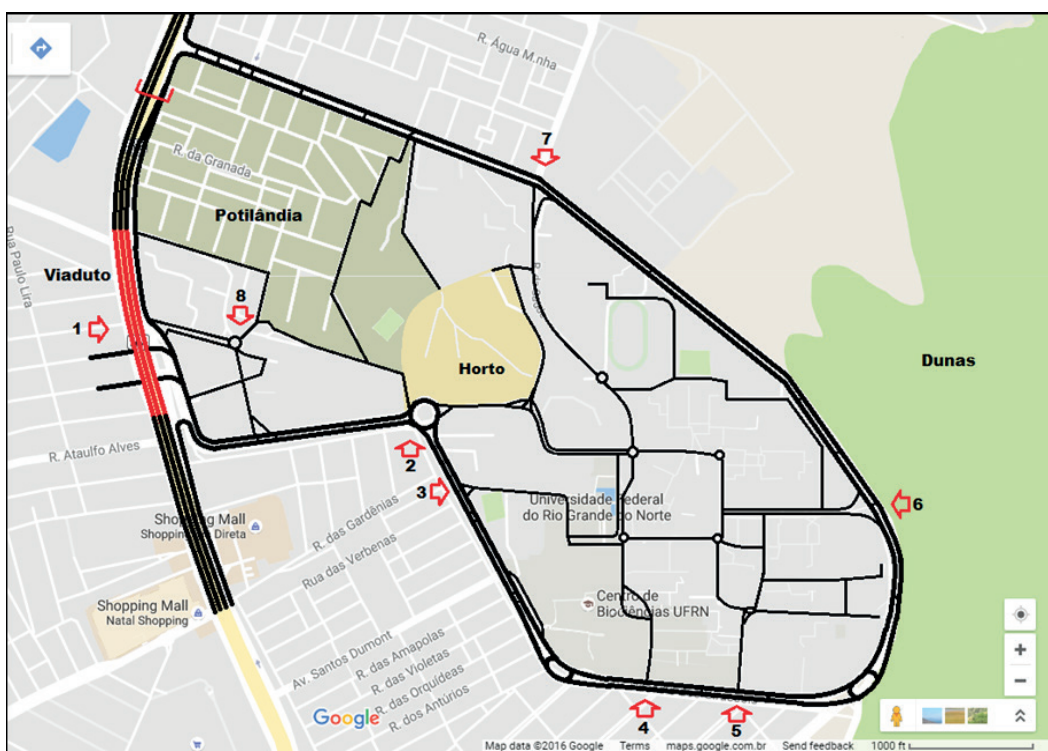 R. Água M.nha
7
R. da Granada
Potilândia
Rua Paulo Lira
Viaduto
8
1
Horto
Dunas
R. Ataulfo Alves
2
3
Universidade Federal
do Rio Grande do Norte
6
Shopping Mall
R. das Gardênias
Rua das Verbenas
Centro de
Biociências UFRN
Shopping Mall
Natal Shopping
Av. Santos Dumont
R. das Amapolas
R. das Violetas
R. das Orquídeas
R. dos Antúrios
Google
4
5
Map data ©2016 Google Terms maps.google.com.br Send feedback 1000 ft